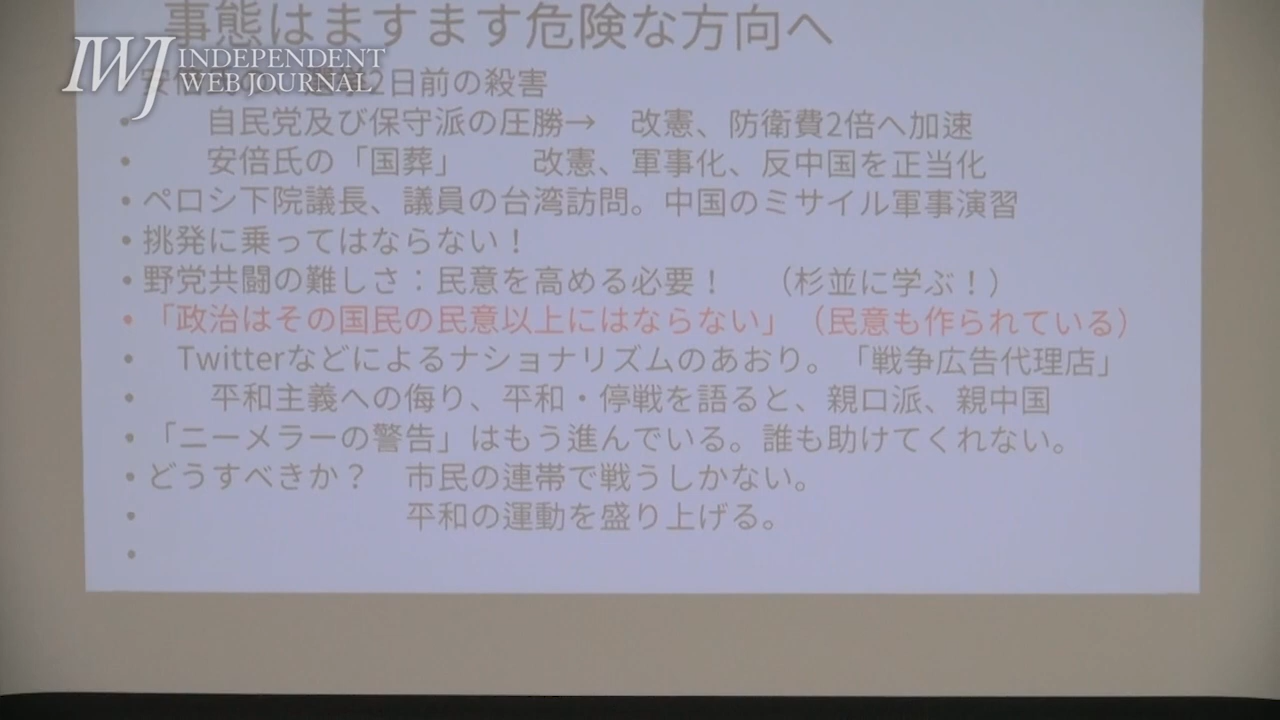 事態はますます危険な方向へ
IWJ INDEPENDENT
WEB JOURNAL
2日前の殺害
• 自民党及び保守派の圧勝→ 改憲、防衛費2倍へ加速
• 安倍氏の「国葬」 改憲、軍事化、反中国を正当化
• ペロシ下院議長、議員の台湾訪問。中国のミサイル軍事演習
• 挑発に乗ってはならない！
• 野党共闘の難しさ：民意を高める必要！ （杉並に学ぶ！）
• 「政治はその国民の民意以上にはならない」（民意も作られている）
• Twitterなどによるナショナリズムのあおり。「戦争広告代理店」
• 平和主義への侮り、平和・停戦を語ると、親ロ派、親中国
• 「ニーメラーの警告」はもう進んでいる。誰も助けてくれない。
• どうすべきか？ 市民の連帯で戦うしかない。
• 平和の運動を盛り上げる。
•